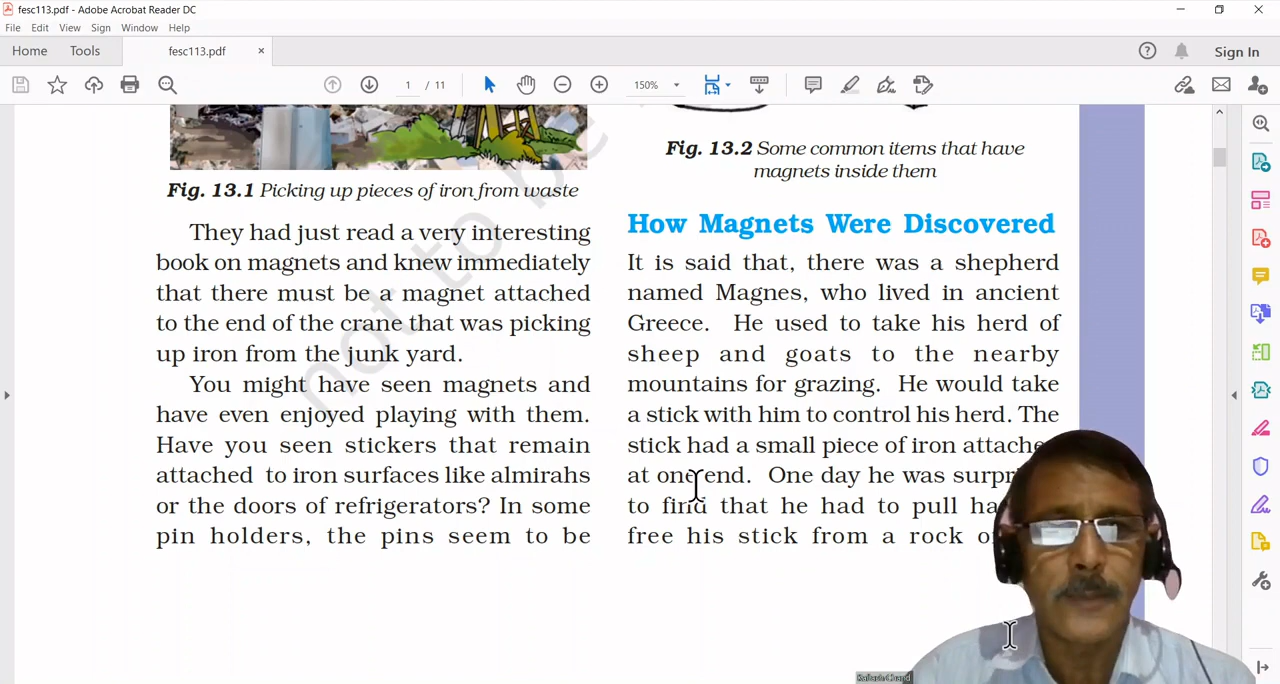 fesc113.pdf - Adobe Acrobat Reader DC
File Edit View Sign Window Help
Home Tools fesc113.pdf × Sign In
1 / 11 150%
Fig. 13.1 Picking up pieces of iron from waste
They had just read a very interesting
book on magnets and knew immediately
that there must be a magnet attached
to the end of the crane that was picking
up iron from the junk yard.
You might have seen magnets and
have even enjoyed playing with them.
Have you seen stickers that remain
attached to iron surfaces like almirahs
or the doors of refrigerators? In some
pin holders, the pins seem to be
Fig. 13.2 Some common items that have
magnets inside them
How Magnets Were Discovered
It is said that, there was a shepherd
named Magnes, who lived in ancient
Greece. He used to take his herd of
sheep and goats to the nearby
mountains for grazing. He would take
a stick with him to control his herd. The
stick had a small piece of iron attache
at one end. One day he was surpri
to find that he had to pull ha
free his stick from a rock o
not to be